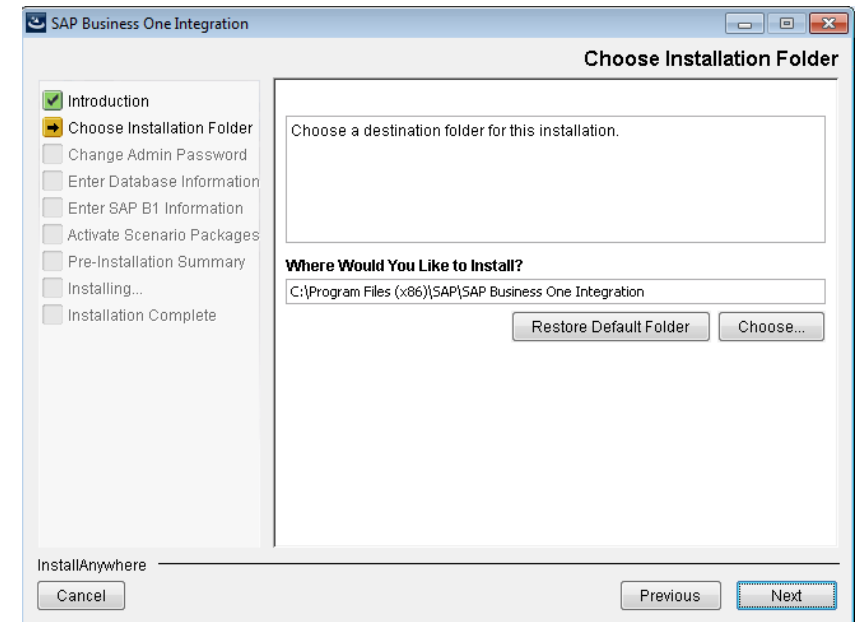 SAP Business One Integration
Choose Installation Folder
Introduction
Choose Installation Folder
Change Admin Password
Enter Database Information
Enter SAP B1 Information
Activate Scenario Packages
Pre-Installation Summary
Installing...
Installation Complete
Choose a destination folder for this installation.
Where Would You Like to Install?
C:\Program Files (x86)\SAP\SAP Business One Integration
Restore Default Folder
Choose...
InstallAnywhere
Cancel
Previous
Next